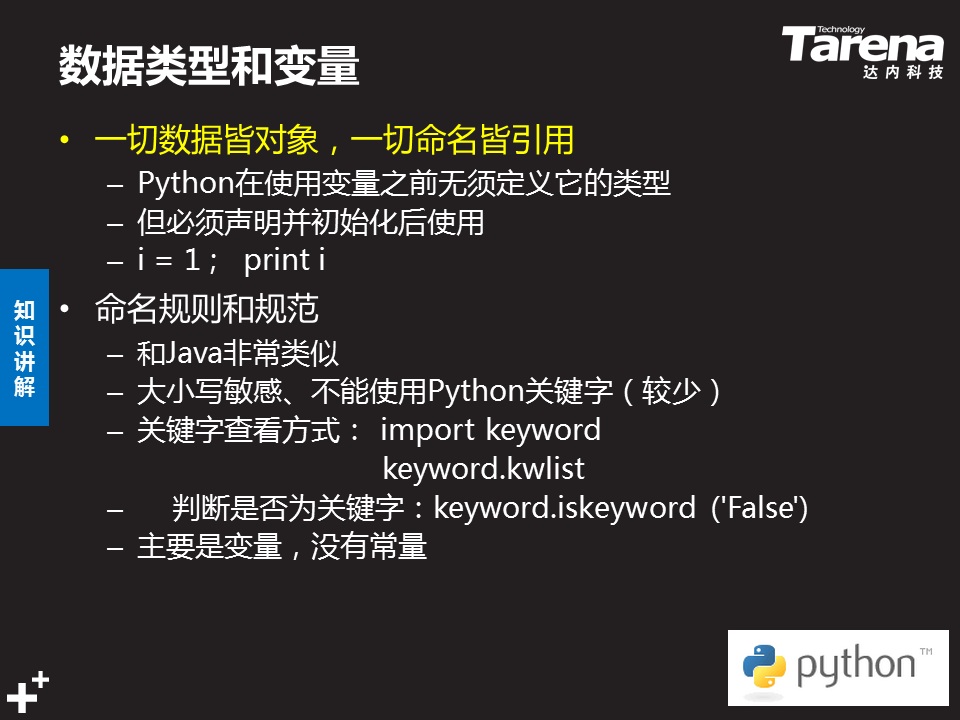 数据类型和变量
Technology
Tarena
达内科技
• 一切数据皆对象，一切命名皆引用
– Python在使用变量之前无须定义它的类型
– 但必须声明并初始化后使用
– i = 1； print i
知识讲解
• 命名规则和规范
– 和Java非常类似
– 大小写敏感、不能使用Python关键字（较少）
– 关键字查看方式： import keyword
keyword.kwlist
– 判断是否为关键字：keyword.iskeyword ('False')
– 主要是变量，没有常量
python™